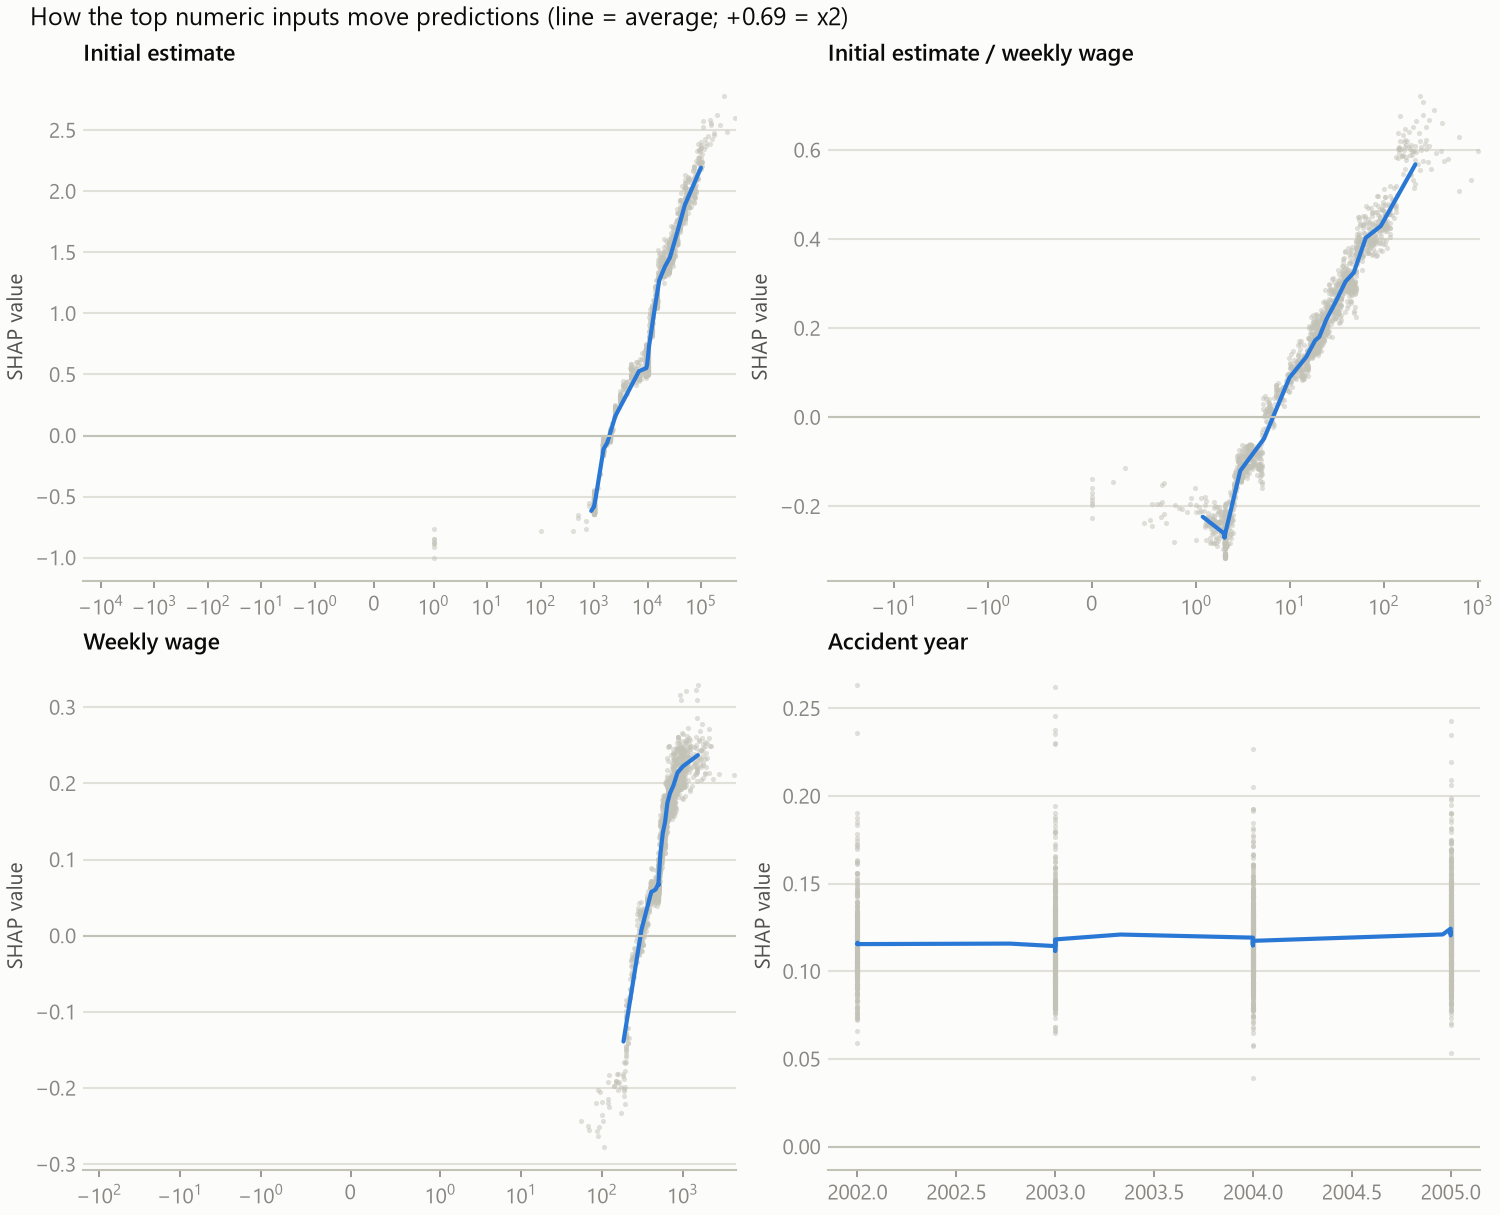 How the top numeric inputs move predictions (line = average; +0.69 = x2)
Initial estimate
SHAP value
2.5
2.0
1.5
1.0
0.5
0.0
−0.5
−1.0
−10⁴ −10³ −10² −10¹ −10⁰ 0 10⁰ 10¹ 10² 10³ 10⁴ 10⁵
Initial estimate / weekly wage
SHAP value
0.6
0.4
0.2
0.0
−0.2
−10¹ −10⁰ 0 10⁰ 10¹ 10² 10³
Weekly wage
SHAP value
0.3
0.2
0.1
0.0
−0.1
−0.2
−0.3
−10² −10¹ −10⁰ 0 10⁰ 10¹ 10² 10³
Accident year
SHAP value
0.25
0.20
0.15
0.10
0.05
0.00
2002.0 2002.5 2003.0 2003.5 2004.0 2004.5 2005.0